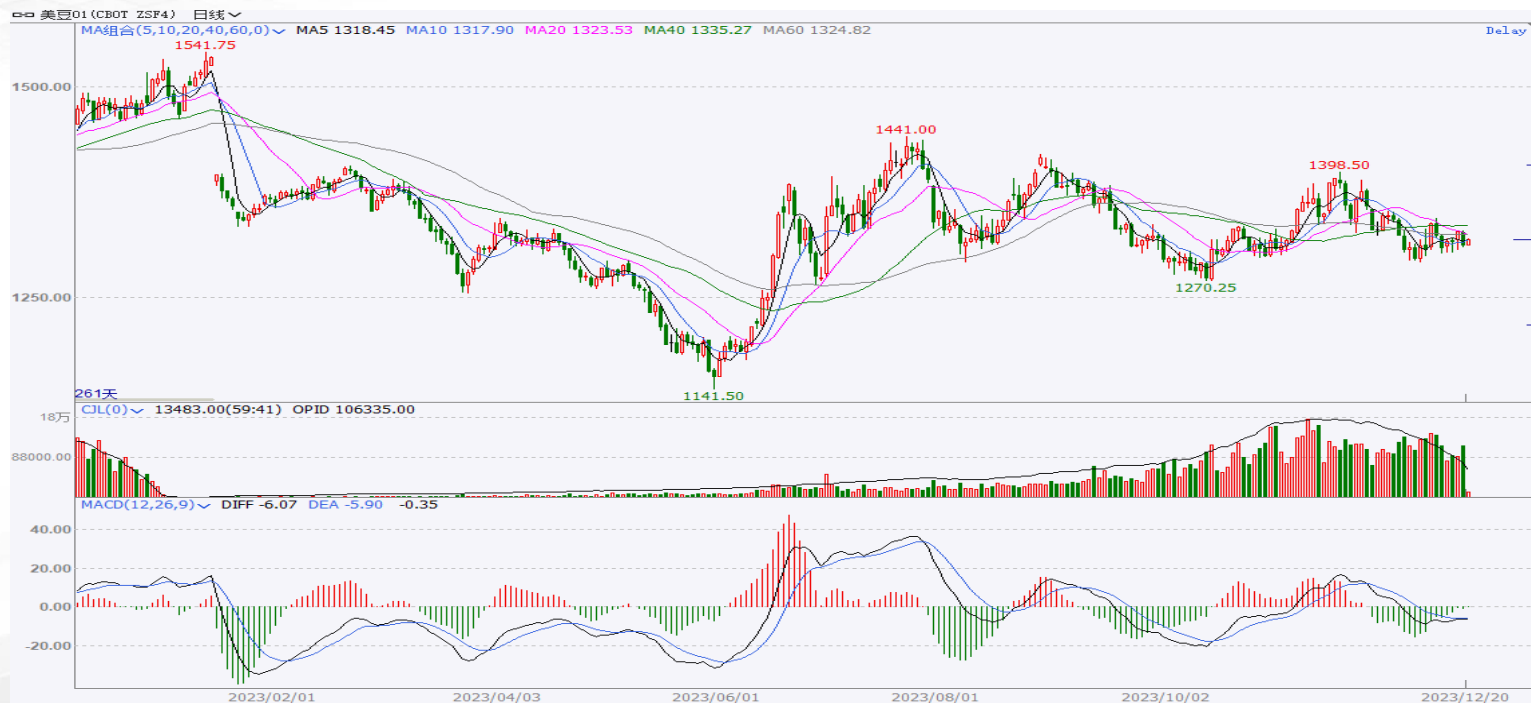 美豆01(CBOT ZSF4) 日线
MA组合(5,10,20,40,60,0) MA5 1318.45 MA10 1317.90 MA20 1323.53 MA40 1335.27 MA60 1324.82 Delay
1541.75
1500.00
1441.00
1398.50
1250.00
1270.25
1141.50
261天
CJL(0) 13483.00(59:41) OPID 106335.00
18万
88000.00
MACD(12,26,9) DIFF -6.07 DEA -5.90 -0.35
40.00
20.00
0.00
-20.00
2023/02/01 2023/04/03 2023/06/01 2023/08/01 2023/10/02 2023/12/20